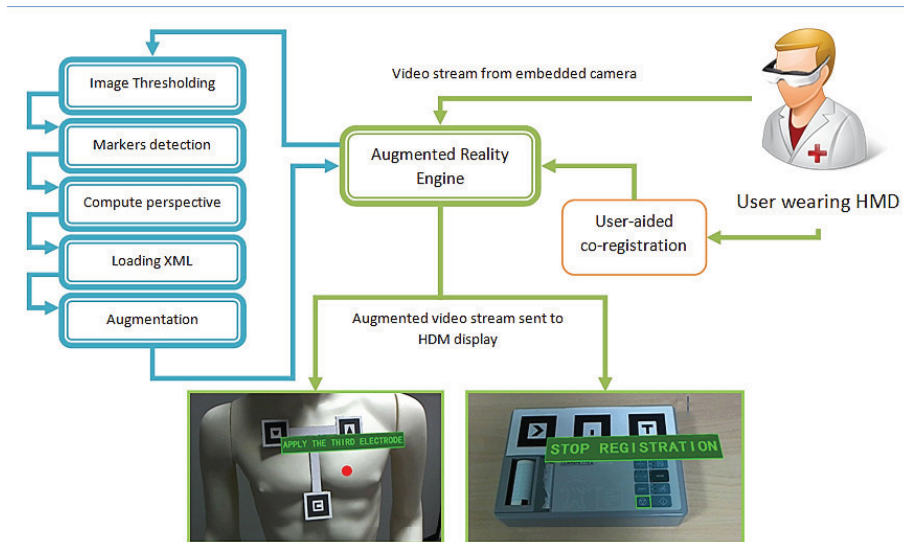 Image Thresholding
Markers detection
Compute perspective
Loading XML
Augmentation
Video stream from embedded camera
Augmented Reality
Engine
User-aided
co-registration
User wearing HMD
Augmented video stream sent to
HDM display
APPLY THE THIRD ELECTRODE
STOP REGISTRATION
I
T